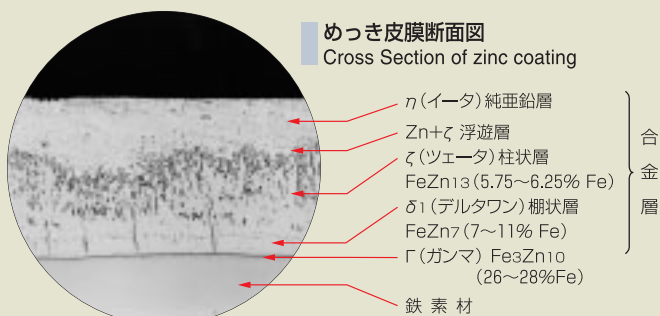 めっき皮膜断面図
Cross Section of zinc coating
η(イータ)純亜鉛層
Zn+ζ 浮遊層
ζ(ツェータ)柱状層
FeZn13(5.75～6.25% Fe)
δ1(デルタワン)棚状層
FeZn7(7～11% Fe)
Γ(ガンマ) Fe3Zn10
(26～28%Fe)
鉄素材
合金層